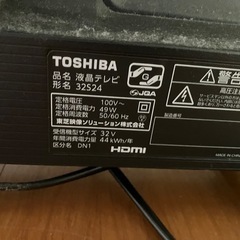 TOSHIBA
品名 液晶テレビ
形名 32S24
定格電圧 100V~
定格消費電力 49W
定格周波数 50/60 Hz
東芝映像ソリューション株式会社
受信機型サイズ 32V
年間消費電力量 44kWh/年
区分名 DN1
JQA
HDMI
警告